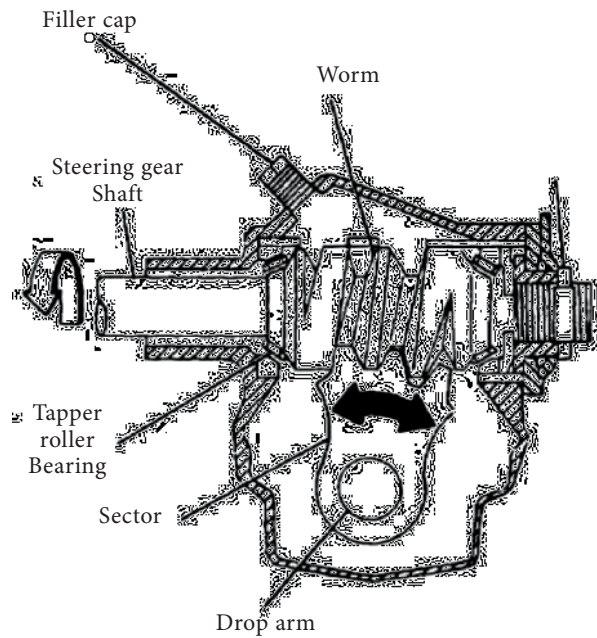 Filler cap
Worm
Steering gear
Shaft
Tapper
roller
Bearing
Sector
Drop arm